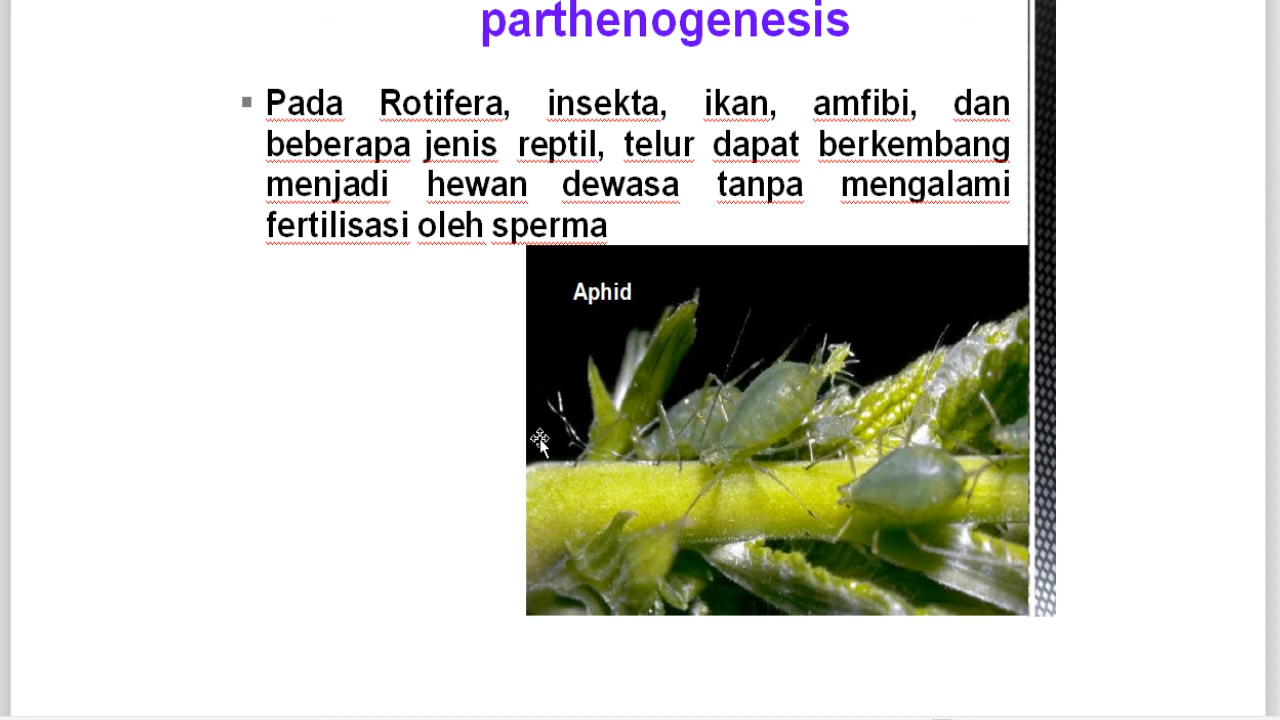 parthenogenesis
Pada Rotifera, insekta, ikan, amfibi, dan
beberapa jenis reptil, telur dapat berkembang
menjadi hewan dewasa tanpa mengalami
fertilisasi oleh sperma
Aphid